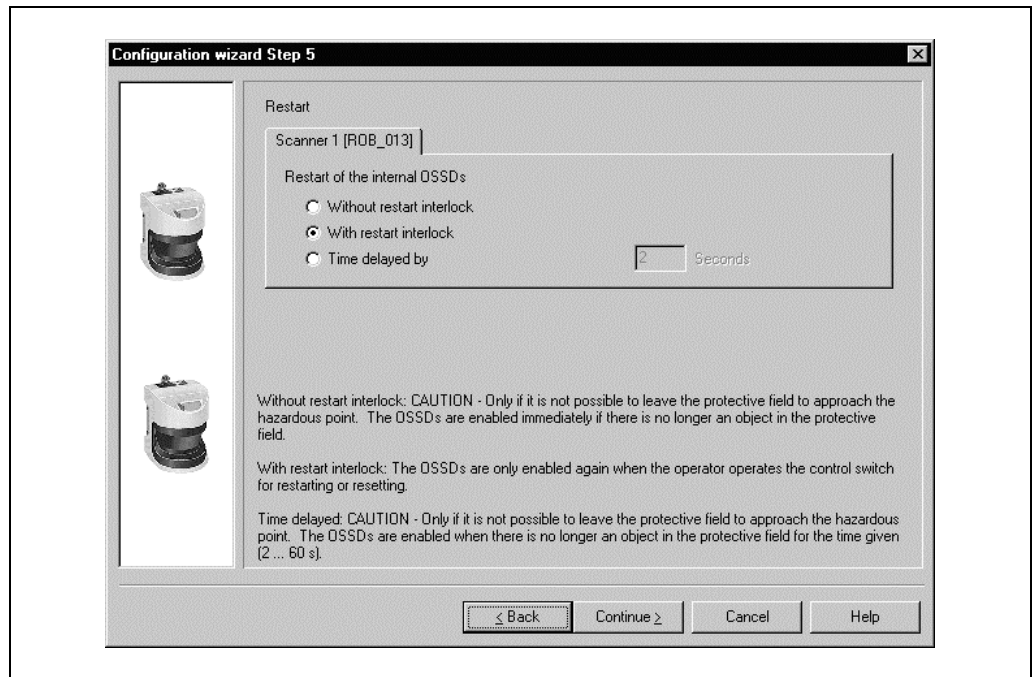 Configuration wizard Step 5
Restart
Scanner 1 [ROB_013]
Restart of the internal OSSDs
Without restart interlock
With restart interlock
Time delayed by
2 Seconds
Without restart interlock: CAUTION - Only if it is not possible to leave the protective field to approach the
hazardous point. The OSSDs are enabled immediately if there is no longer an object in the protective
field.
With restart interlock: The OSSDs are only enabled again when the operator operates the control switch
for restarting or resetting.
Time delayed: CAUTION - Only if it is not possible to leave the protective field to approach the hazardous
point. The OSSDs are enabled when there is no longer an object in the protective field for the time given
(2 ... 60 s).
< Back Continue > Cancel Help